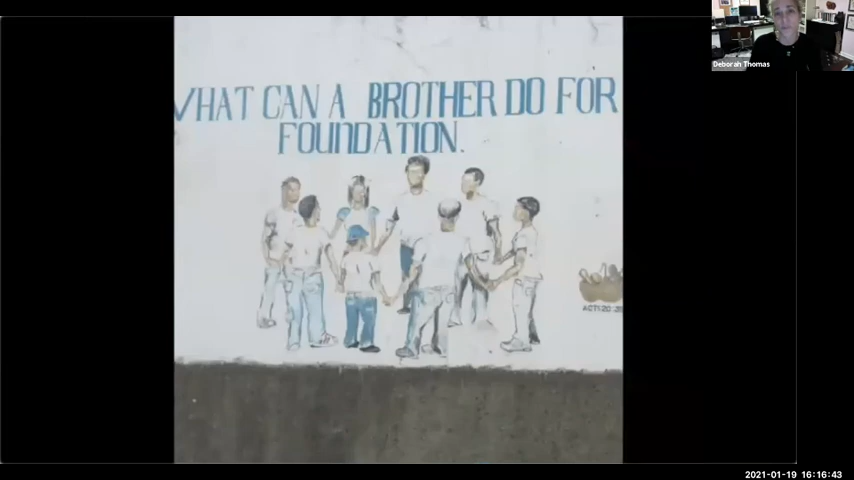 WHAT CAN A BROTHER DO FOR
FOUNDATION.
Deborah Thomas
2021-01-19 16:16:43